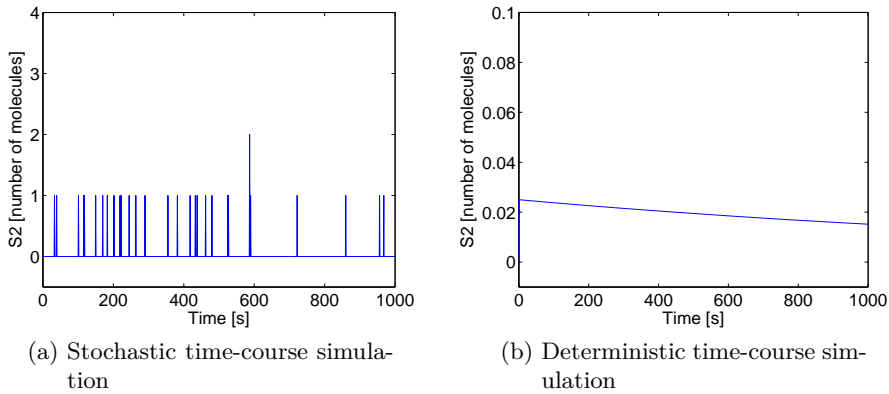 4
3
2
1
0
S2 [number of molecules]
0 200 400 600 800 1000
Time [s]
(a) Stochastic time-course simula-
tion
0.1
0.08
0.06
0.04
0.02
0
S2 [number of molecules]
0 200 400 600 800 1000
Time [s]
(b) Deterministic time-course sim-
ulation